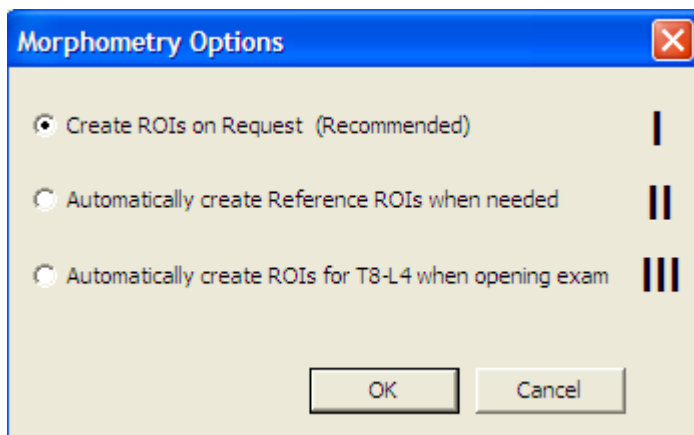 Morphometry Options
Create ROIs on Request (Recommended) I
Automatically create Reference ROIs when needed II
Automatically create ROIs for T8-L4 when opening exam III
OK Cancel